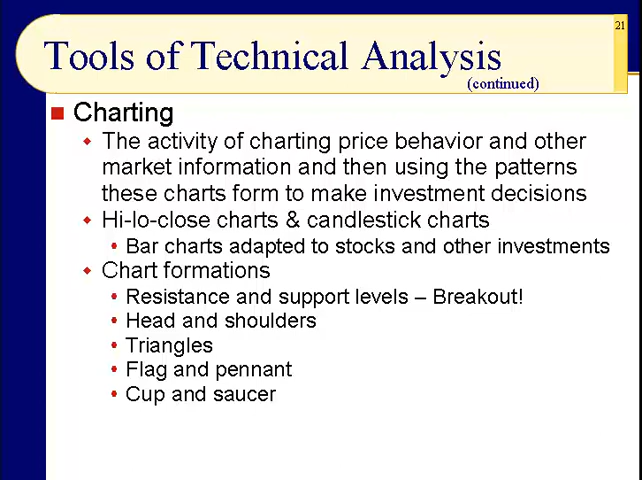 21
Tools of Technical Analysis
(continued)
Charting
The activity of charting price behavior and other
market information and then using the patterns
these charts form to make investment decisions
Hi-lo-close charts & candlestick charts
Bar charts adapted to stocks and other investments
Chart formations
Resistance and support levels – Breakout!
Head and shoulders
Triangles
Flag and pennant
Cup and saucer